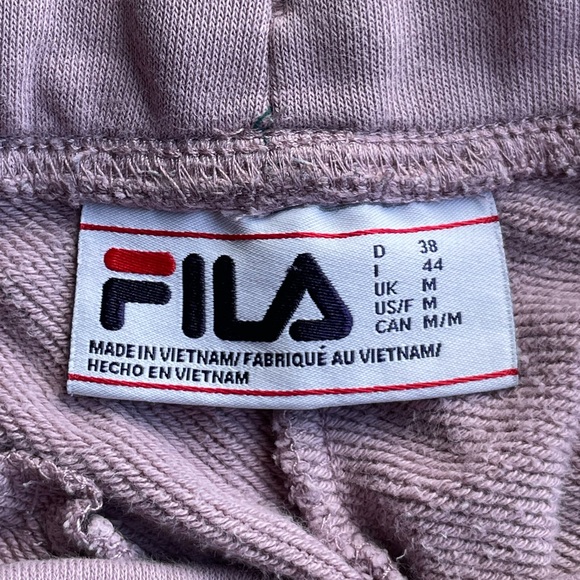 FILA
D 38
I 44
UK M
US/F M
CAN M/M
MADE IN VIETNAM/ FABRIQUÉ AU VIETNAM/
HECHO EN VIETNAM